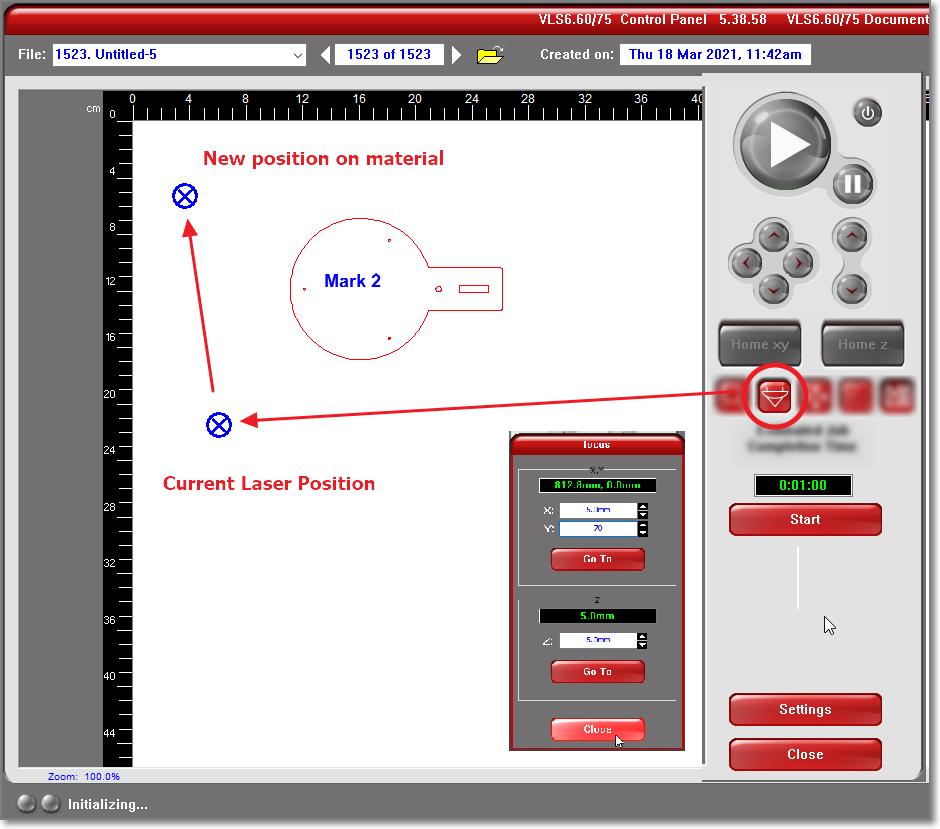 VLS6.60/75 Control Panel 5.38.58 VLS6.60/75 Document
File: 1523. Untitled-5 1523 of 1523 Created on: Thu 18 Mar 2021, 11:42am
cm 0 4 8 12 16 20 24 28 32 36 40
0
4
8
12
16
20
24
28
32
36
40
44
New position on material
Mark 2
Current Laser Position
Home xy Home z
Estimated Job
Completion Time
0:01:00
Start
Settings
Close
focus
X,Y
812.8mm, 0.0mm
X: 5.0mm
Y: 70
Go To
Z
5.0mm
Z: 5.0mm
Go To
Close
Zoom: 100.0%
Initializing...